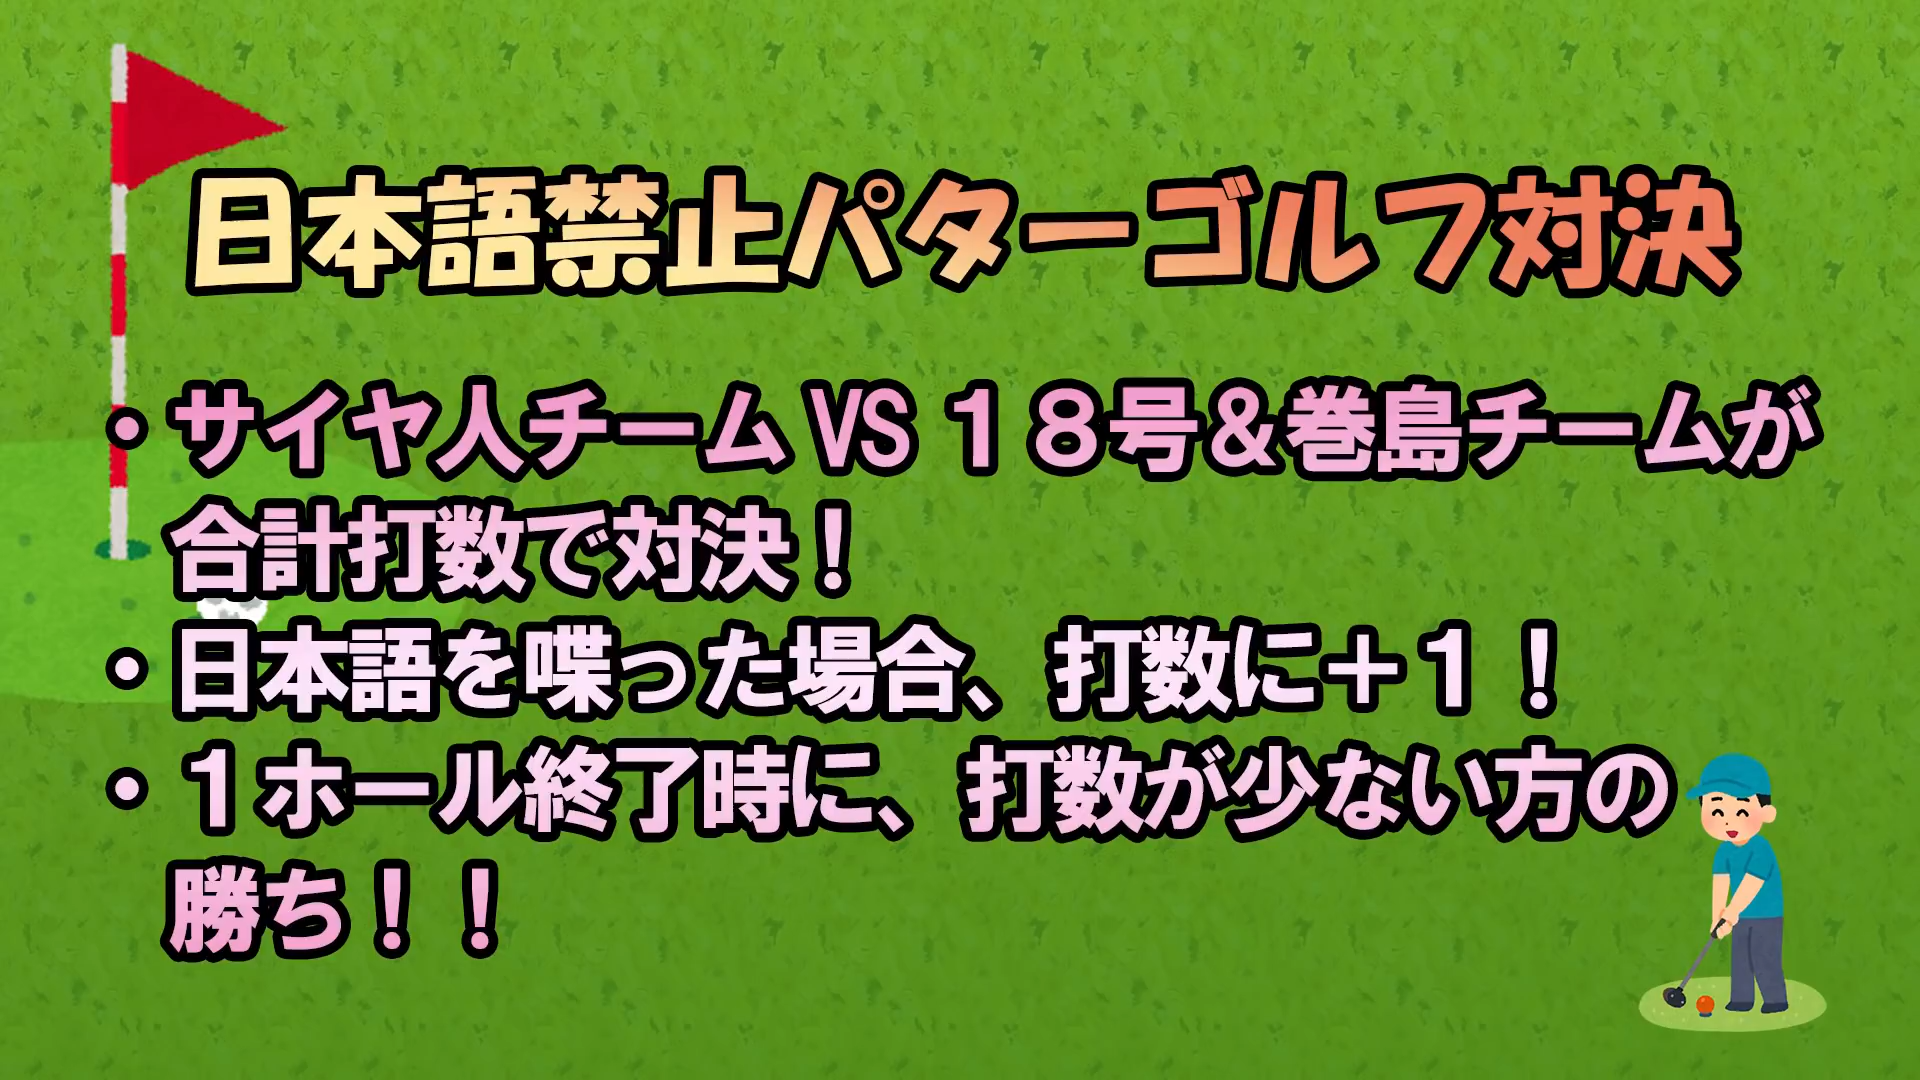 日本語禁止パターゴルフ対決
・サイヤ人チーム VS １８号＆巻島チームが
合計打数で対決！
・日本語を喋った場合、打数に＋１！
・１ホール終了時に、打数が少ない方の
勝ち！！